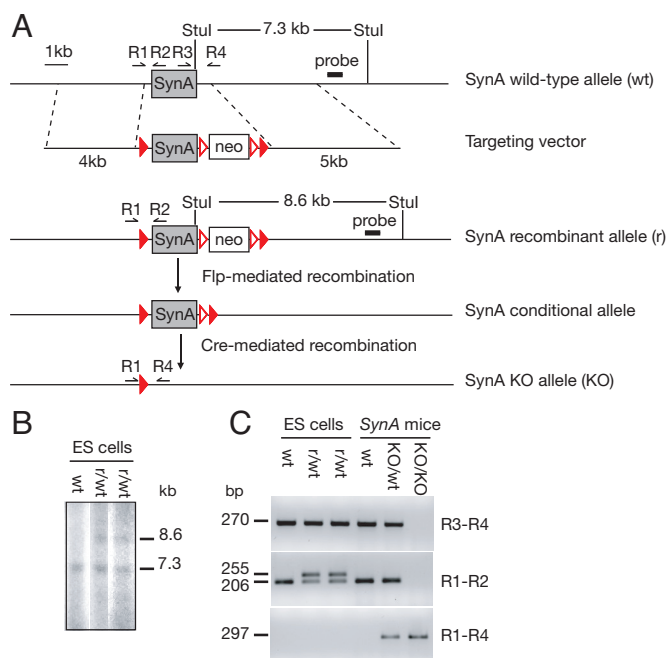 A
StuI 7.3 kb StuI
1kb
R1 R2 R3 R4
probe
SynA
SynA wild-type allele (wt)
SynA neo
Targeting vector
4kb 5kb
StuI 8.6 kb StuI
R1 R2
probe
SynA neo
SynA recombinant allele (r)
Flp-mediated recombination
SynA
SynA conditional allele
Cre-mediated recombination
R1 R4
SynA KO allele (KO)
B
ES cells
wt r/wt r/wt
kb
8.6
7.3
C
ES cells SynA mice
wt r/wt r/wt wt KO/wt KO/KO
bp
270 R3-R4
255
206 R1-R2
297 R1-R4